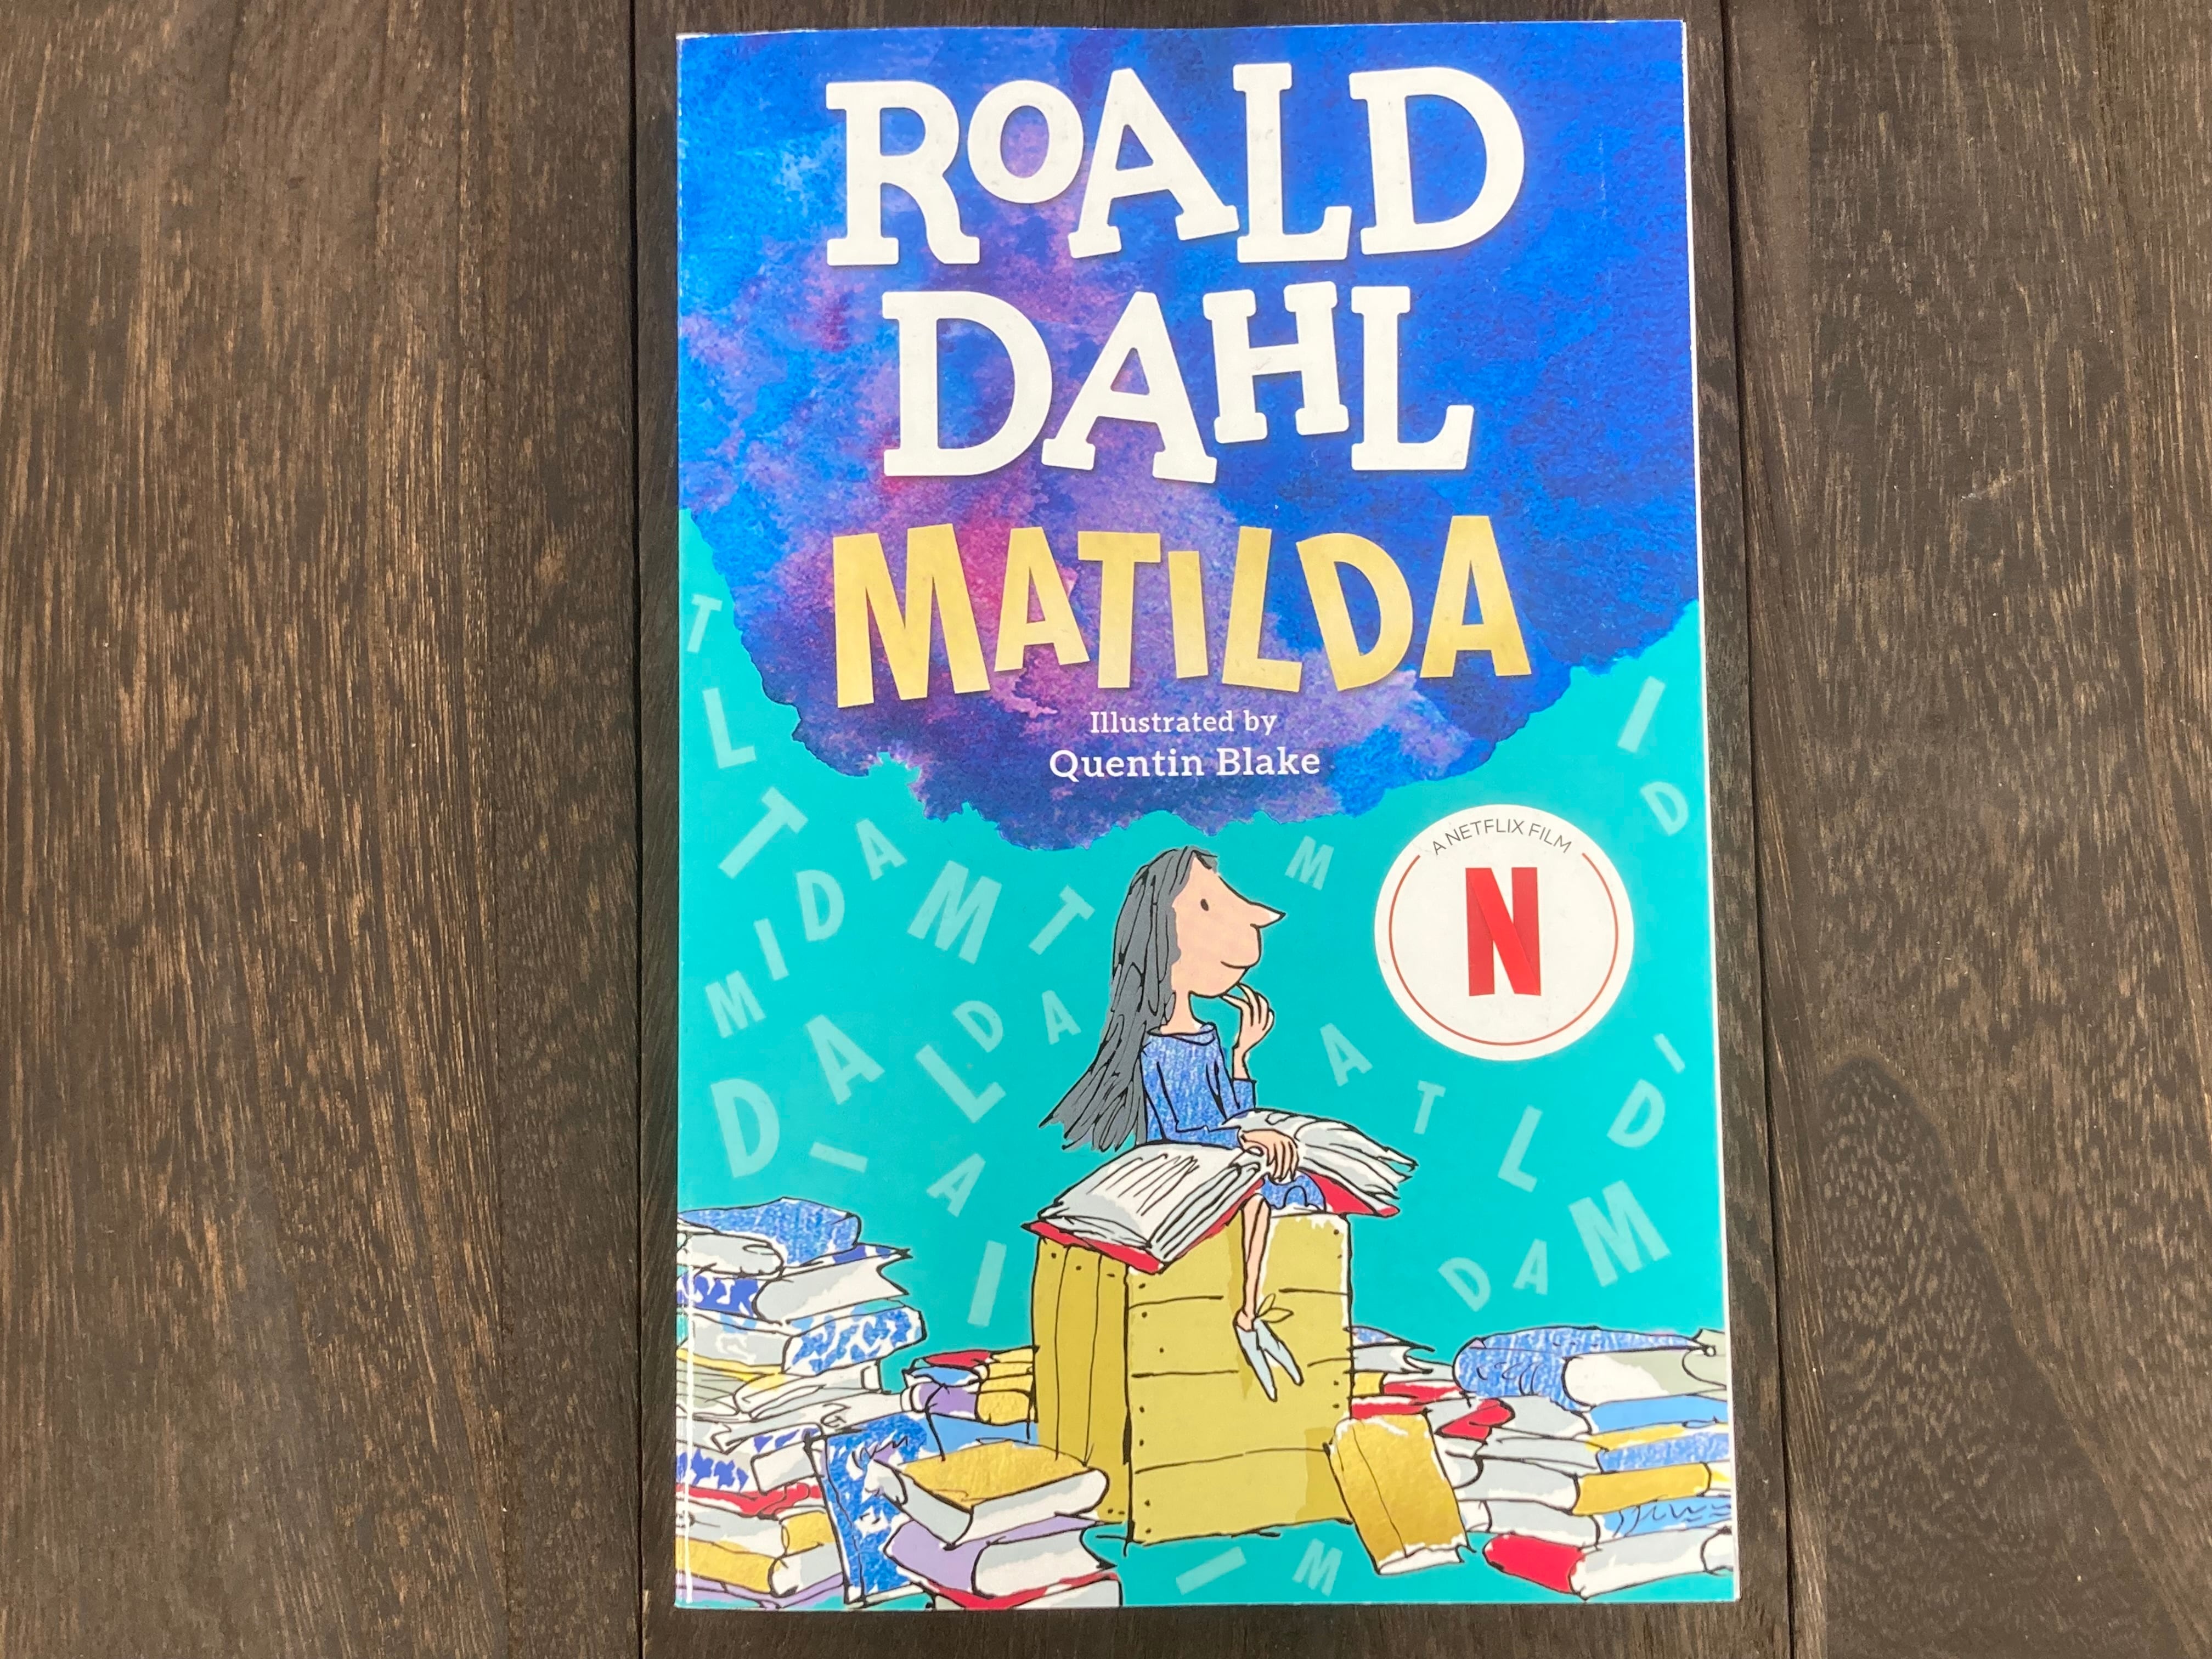 ROALD
DAHL
MATILDA
Illustrated by
Quentin Blake
A NETFLIX FILM
N
T
L
T
M I D A
M
T
D
A
L
D
A
I
A
I
M
I
D
A
T
L
D
I
D
A
M
I
M